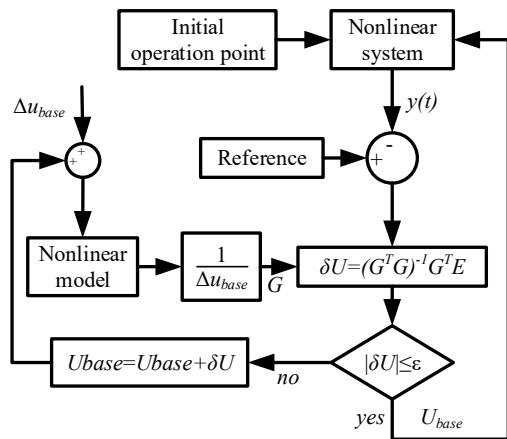 Initial
operation point
Nonlinear
system
Δu_base
y(t)
+
+
Reference
+
-
Nonlinear
model
1
Δu_base
G
δU=(G^T G)^-1 G^T E
Ubase=Ubase+δU
no
|δU|≤ε
yes
U_base